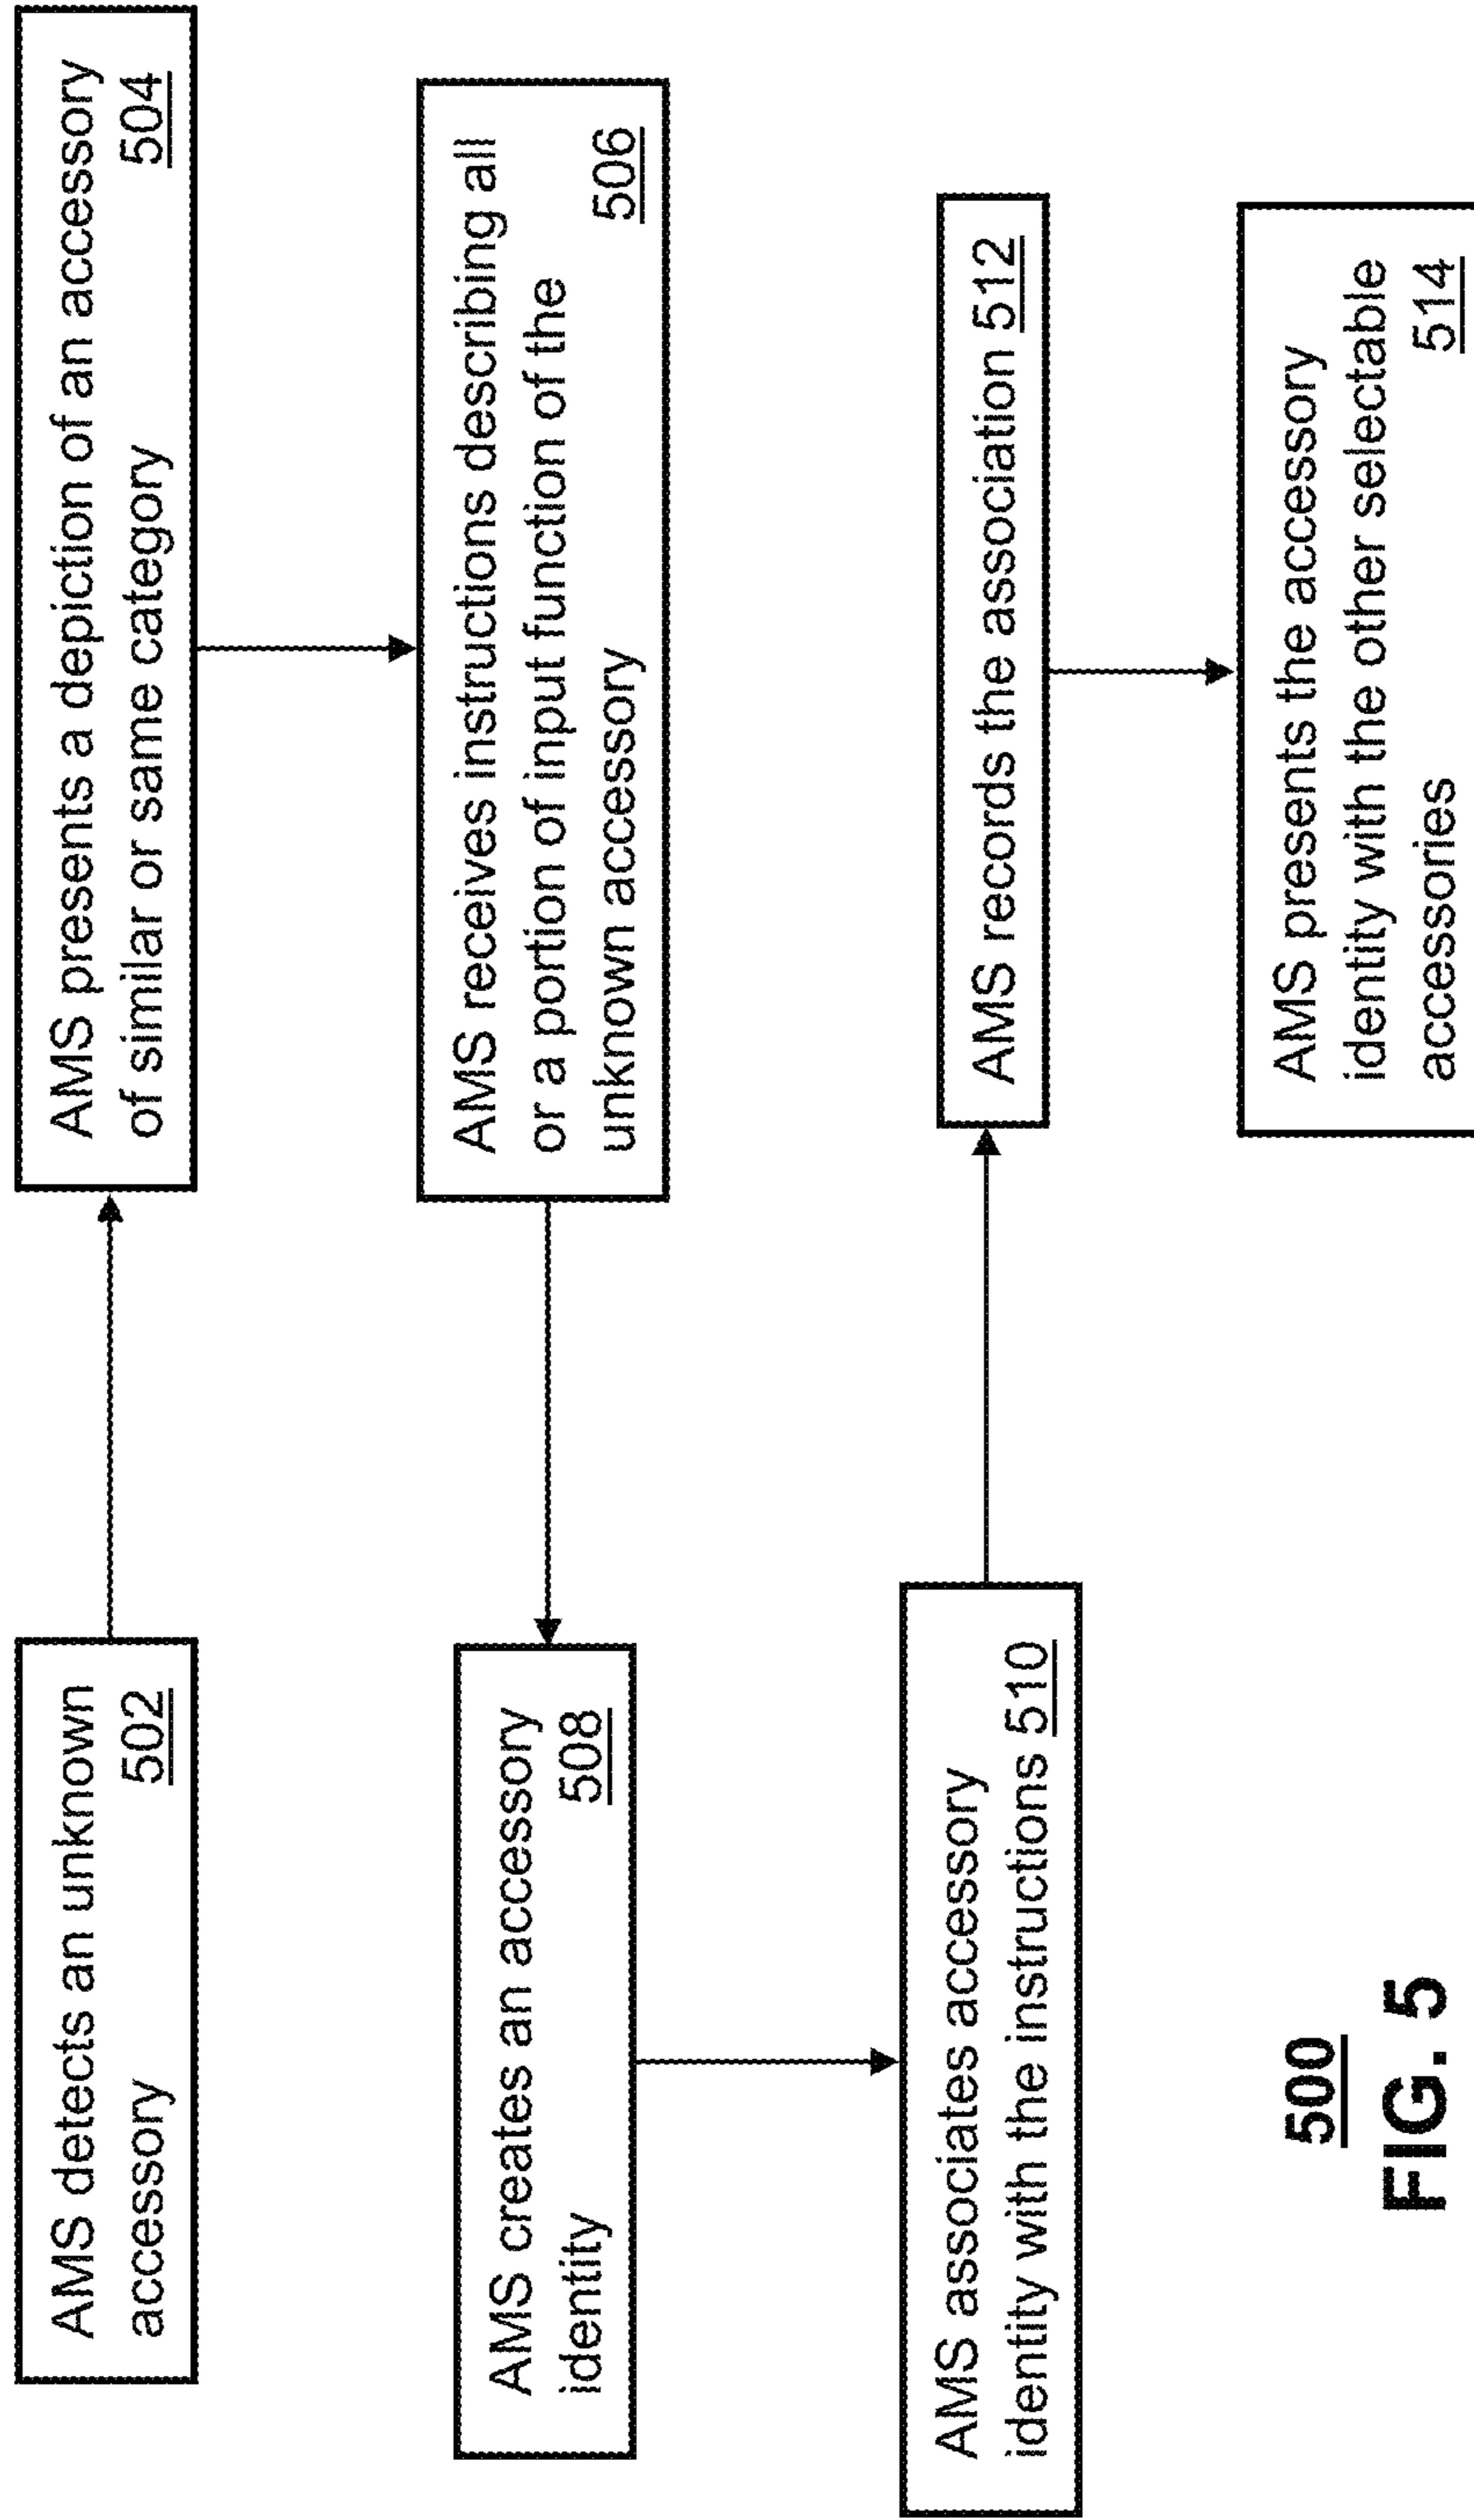 AMS detects an unknown
accessory 502
AMS presents a depiction of an accessory
of similar or same category 504
AMS receives instructions describing all
or a portion of input function of the 506
unknown accessory
AMS creates an accessory
identity 508
AMS associates accessory
identity with the instructions 510
AMS records the association 512
AMS presents the accessory
identity with the other selectable
accessories 514
500
FIG. 5